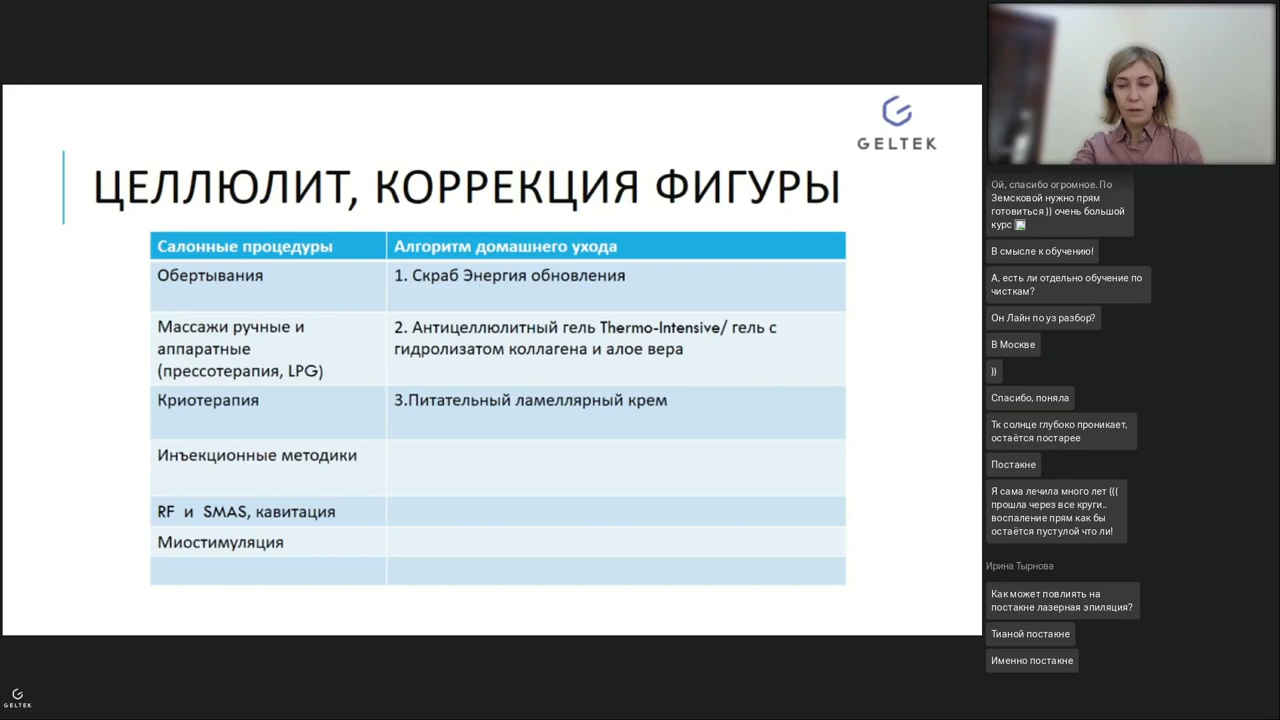 GELTEK
ЦЕЛЛЮЛИТ, КОРРЕКЦИЯ ФИГУРЫ
Салонные процедуры
Алгоритм домашнего ухода
Обертывания
1. Скраб Энергия обновления
Массажи ручные и
аппаратные
(прессотерапия, LPG)
2. Антицеллюлитный гель Thermo-Intensive/ гель с
гидролизатом коллагена и алое вера
Криотерапия
3.Питательный ламеллярный крем
Инъекционные методики
RF и SMAS, кавитация
Миостимуляция
GELTEK
Ой, спасибо огромное. По
Земсковой нужно прям
готовиться )) очень большой
курс
В смысле к обучению!
А, есть ли отдельно обучение по
чисткам?
Он Лайн по уз разбор?
В Москве
))
Спасибо, поняла
Тк солнце глубоко проникает,
остаётся постарее
Постакне
Я сама лечила много лет (((
прошла через все круги..
воспаление прям как бы
остаётся пустулой что ли!
Ирина Тырнова
Как может повлиять на
постакне лазерная эпиляция?
Тианой постакне
Именно постакне